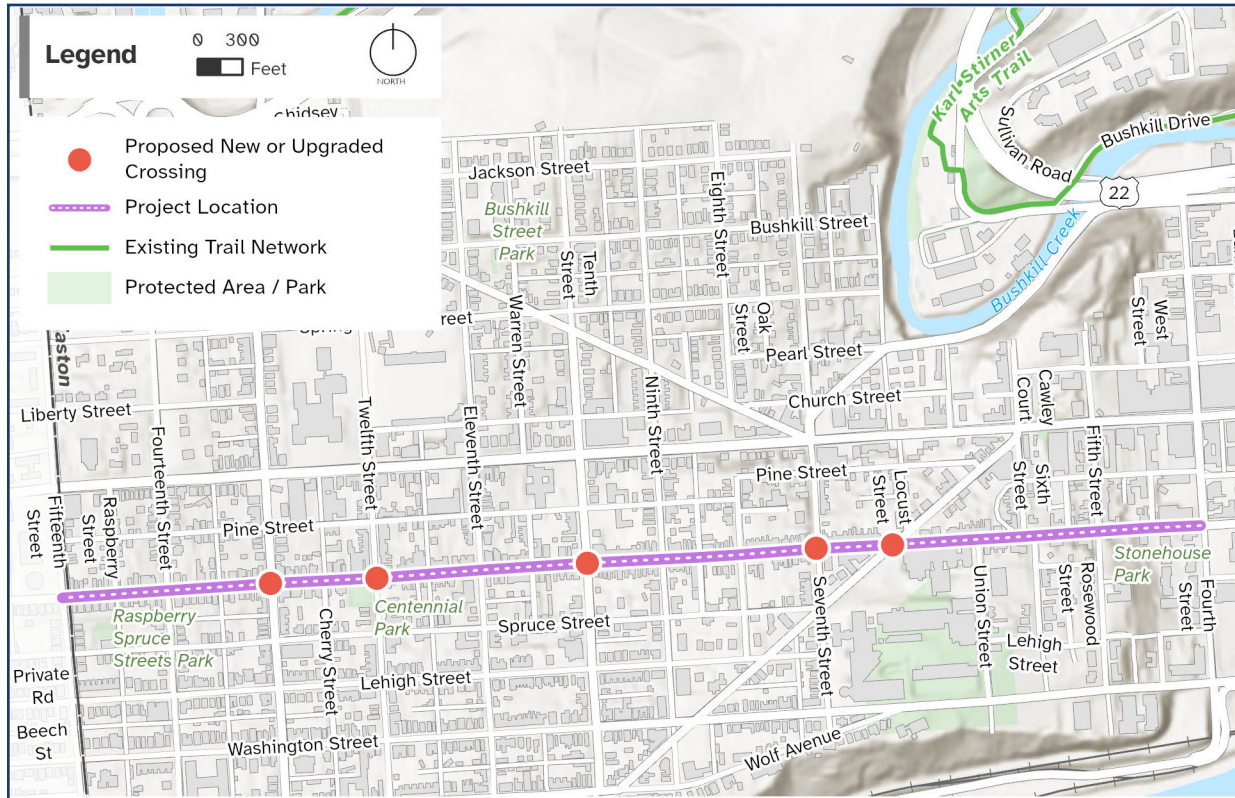 Legend
0 300
Feet
NORTH
Proposed New or Upgraded
Crossing
Project Location
Existing Trail Network
Protected Area / Park
Karl Stirner
Arts Trail
Sullivan Road
Bushkill Drive
22
Bushkill Creek
Jackson Street
Bushkill
Street
Park
Eighth Street
Bushkill Street
Tenth
Street
Warren Street
Oak
Street
Pearl Street
West
Street
Church Street
Cawley
Court
Liberty Street
Twelfth Street
Eleventh Street
Ninth Street
Fourteenth Street
Fifth Street
Pine Street
Locust
Street
Sixth
Street
Fifteenth
Street
Raspberry
Street
Pine Street
Stonehouse
Park
Raspberry
Spruce
Streets Park
Centennial
Park
Cherry Street
Spruce Street
Seventh Street
Union Street
Rosewood
Street
Fourth
Street
Lehigh
Street
Private
Rd
Lehigh Street
Beech
St
Washington Street
Wolf Avenue